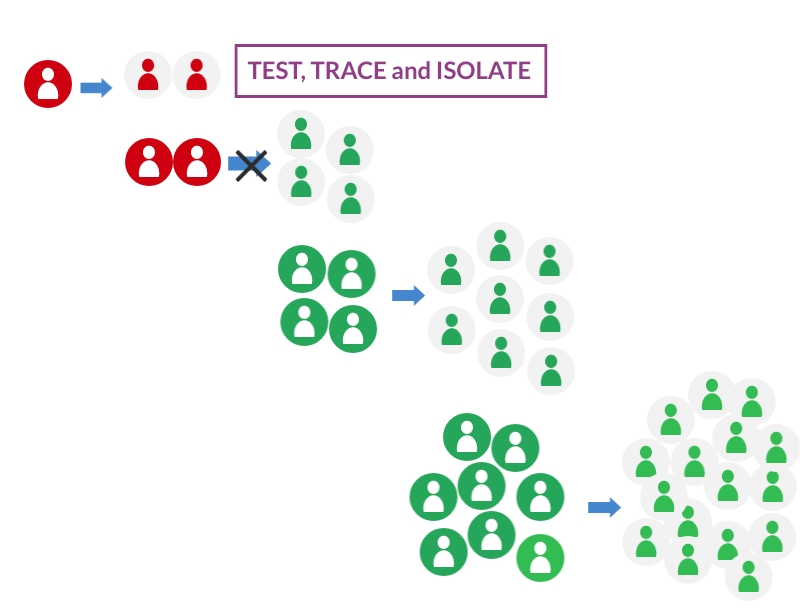 TEST, TRACE and ISOLATE